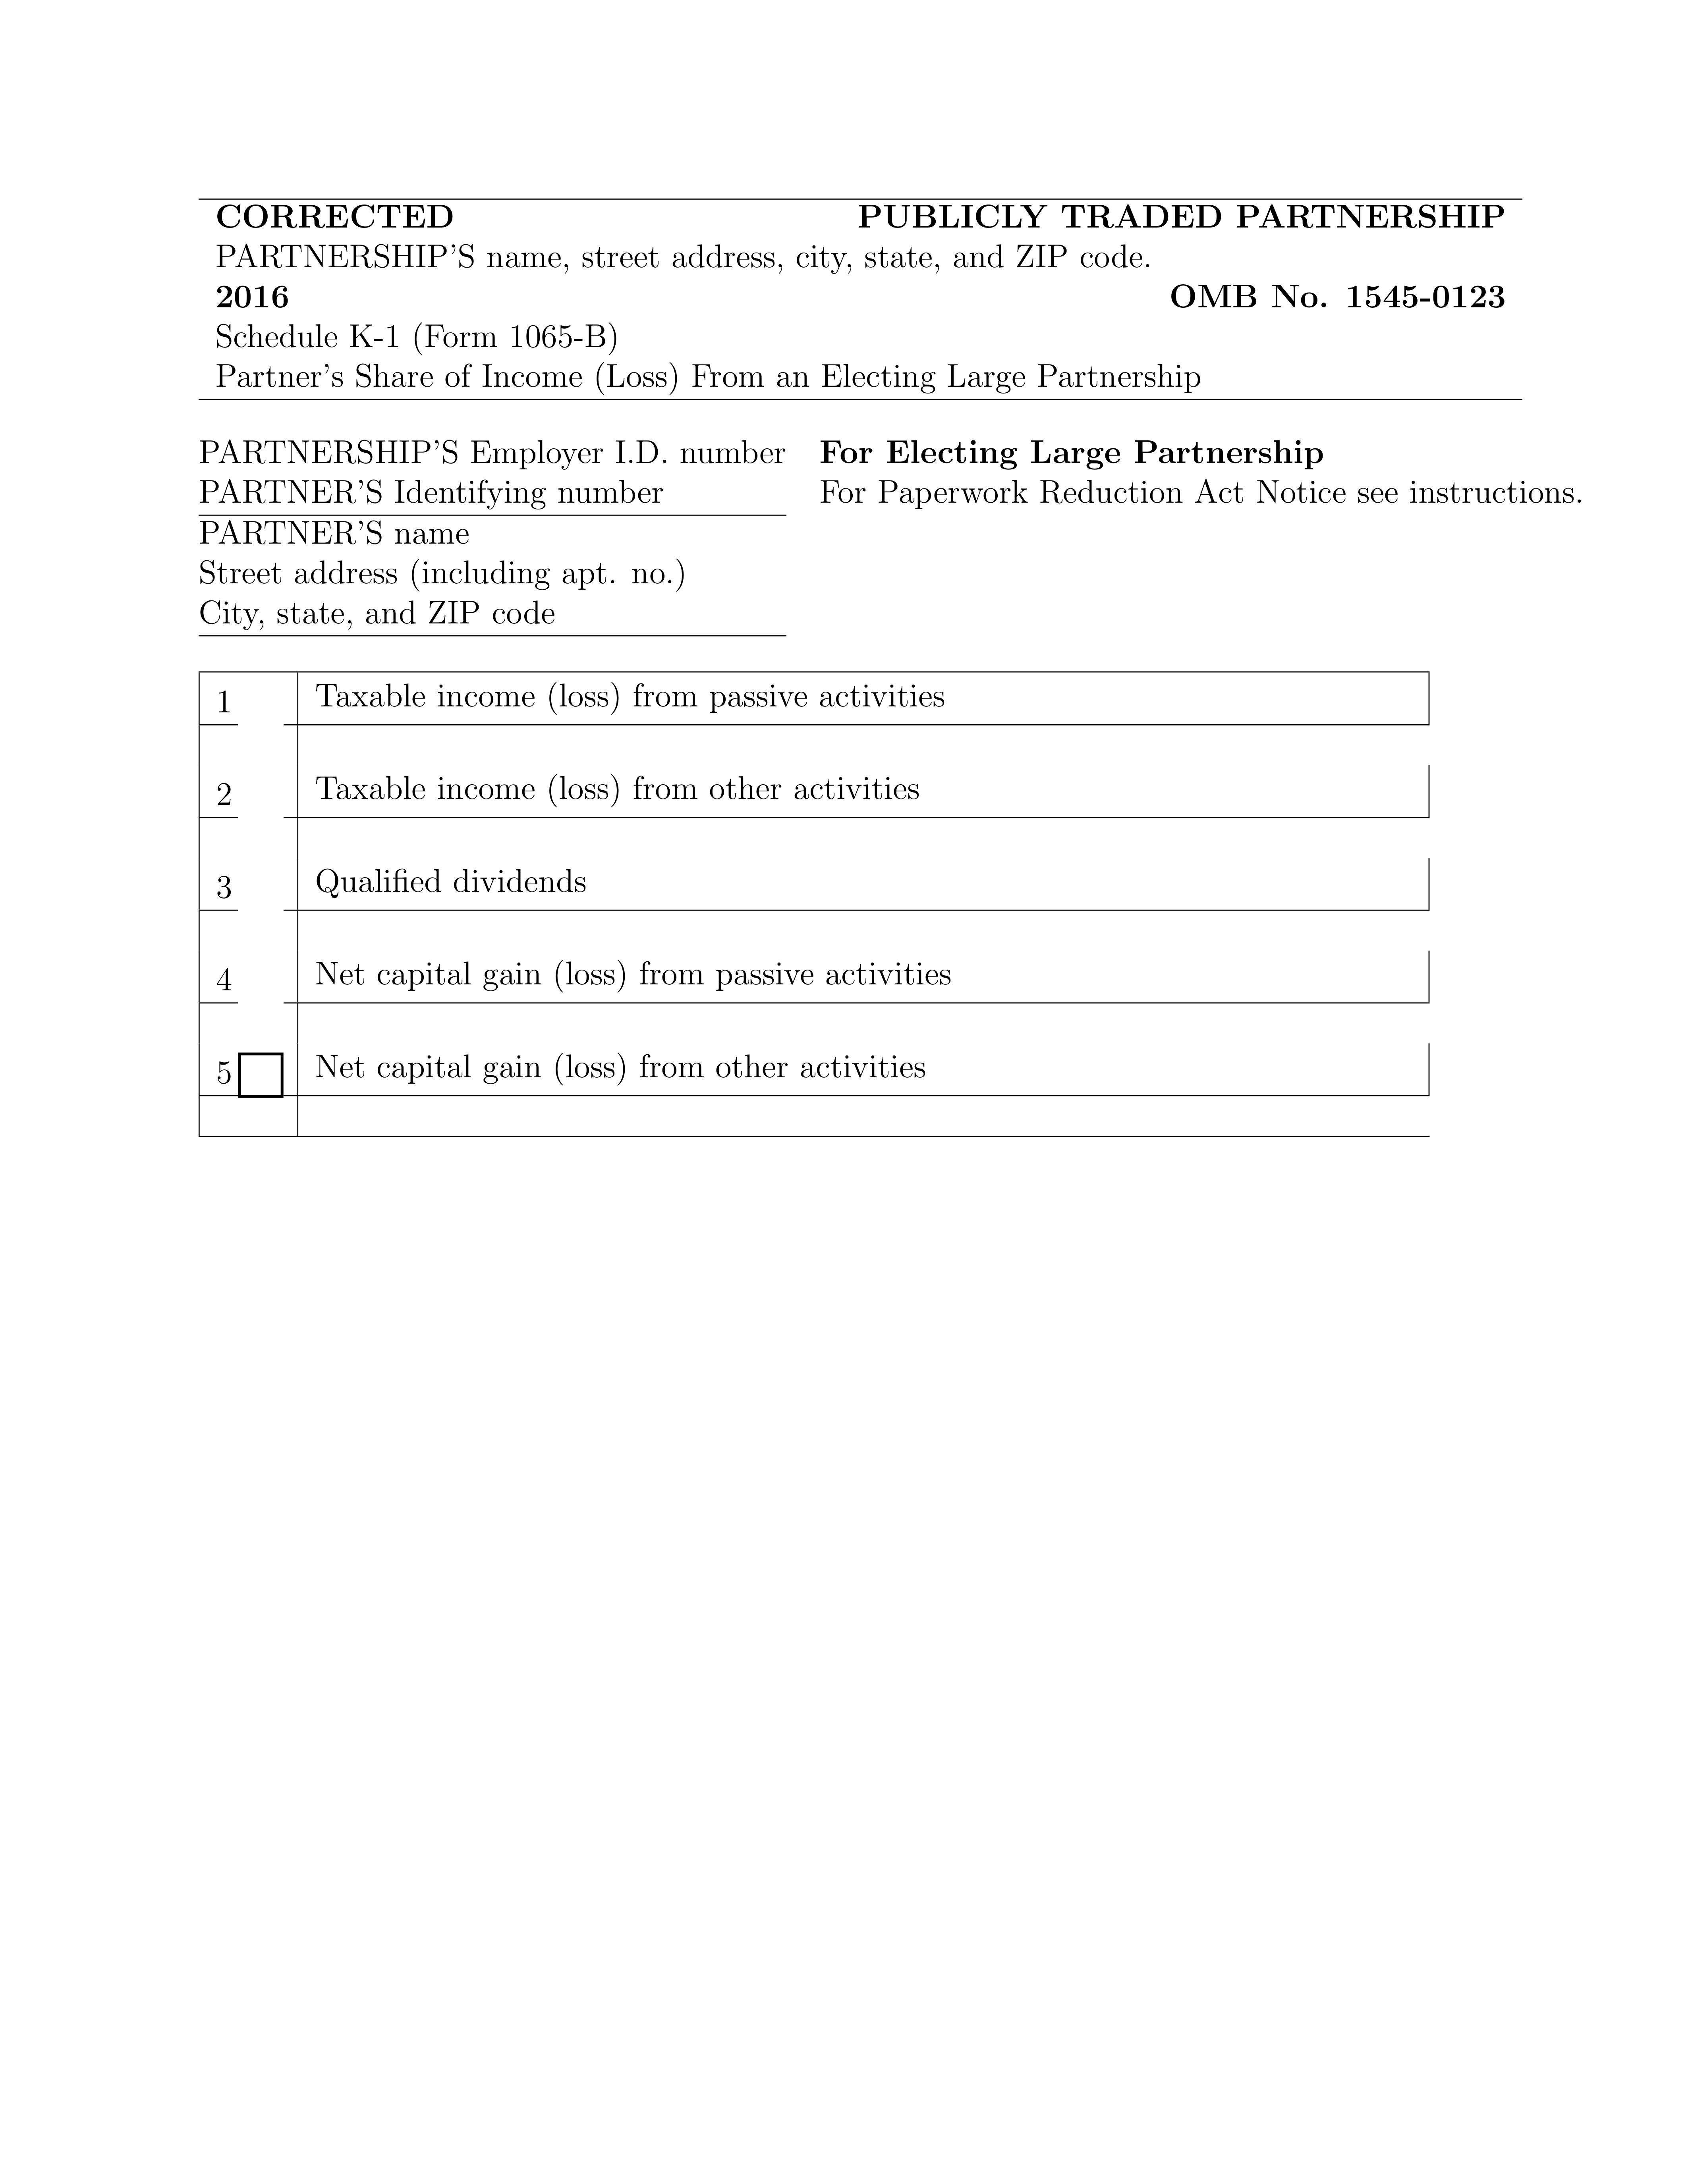 CORRECTED PUBLICLY TRADED PARTNERSHIP
PARTNERSHIP'S name, street address, city, state, and ZIP code.
2016 OMB No. 1545-0123
Schedule K-1 (Form 1065-B)
Partner's Share of Income (Loss) From an Electing Large Partnership
PARTNERSHIP'S Employer I.D. number For Electing Large Partnership
PARTNER'S Identifying number For Paperwork Reduction Act Notice see instructions.
PARTNER'S name
Street address (including apt. no.)
City, state, and ZIP code
1 Taxable income (loss) from passive activities
2 Taxable income (loss) from other activities
3 Qualified dividends
4 Net capital gain (loss) from passive activities
5 Net capital gain (loss) from other activities